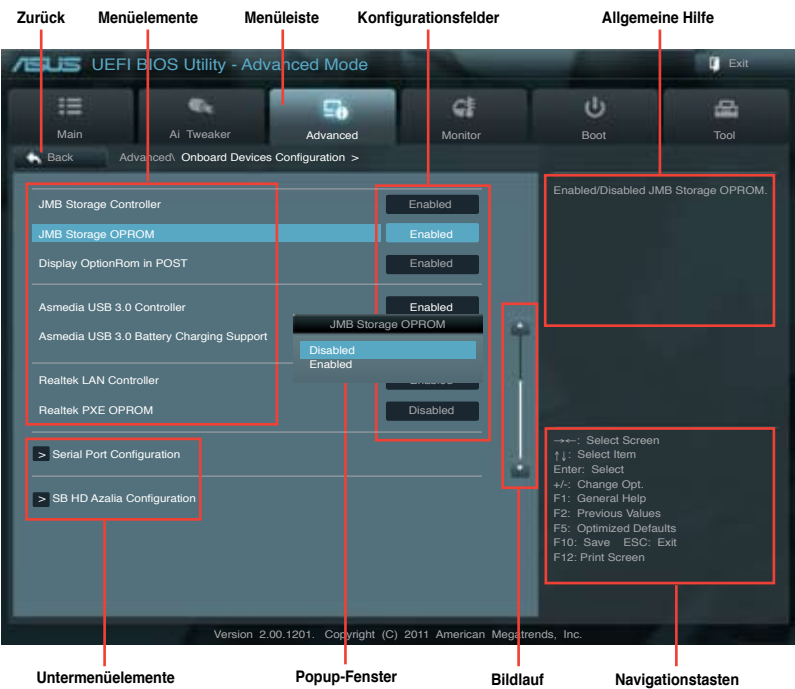 Zurück Menüelemente Menüleiste Konfigurationsfelder Allgemeine Hilfe
ASUS UEFI BIOS Utility - Advanced Mode Exit
Main Ai Tweaker Advanced Monitor Boot Tool
Back Advanced\ Onboard Devices Configuration >
Enabled/Disabled JMB Storage OPROM.
JMB Storage Controller Enabled
JMB Storage OPROM Enabled
Display OptionRom in POST Enabled
Asmedia USB 3.0 Controller Enabled
Asmedia USB 3.0 Battery Charging Support
JMB Storage OPROM
Disabled
Enabled
Realtek LAN Controller Enabled
Realtek PXE OPROM Disabled
> Serial Port Configuration
> SB HD Azalia Configuration
→←: Select Screen
↑↓: Select Item
Enter: Select
+/-: Change Opt.
F1: General Help
F2: Previous Values
F5: Optimized Defaults
F10: Save ESC: Exit
F12: Print Screen
Version 2.00.1201. Copyright (C) 2011 American Megatrends, Inc.
Untermenüelemente Popup-Fenster Bildlauf Navigationstasten